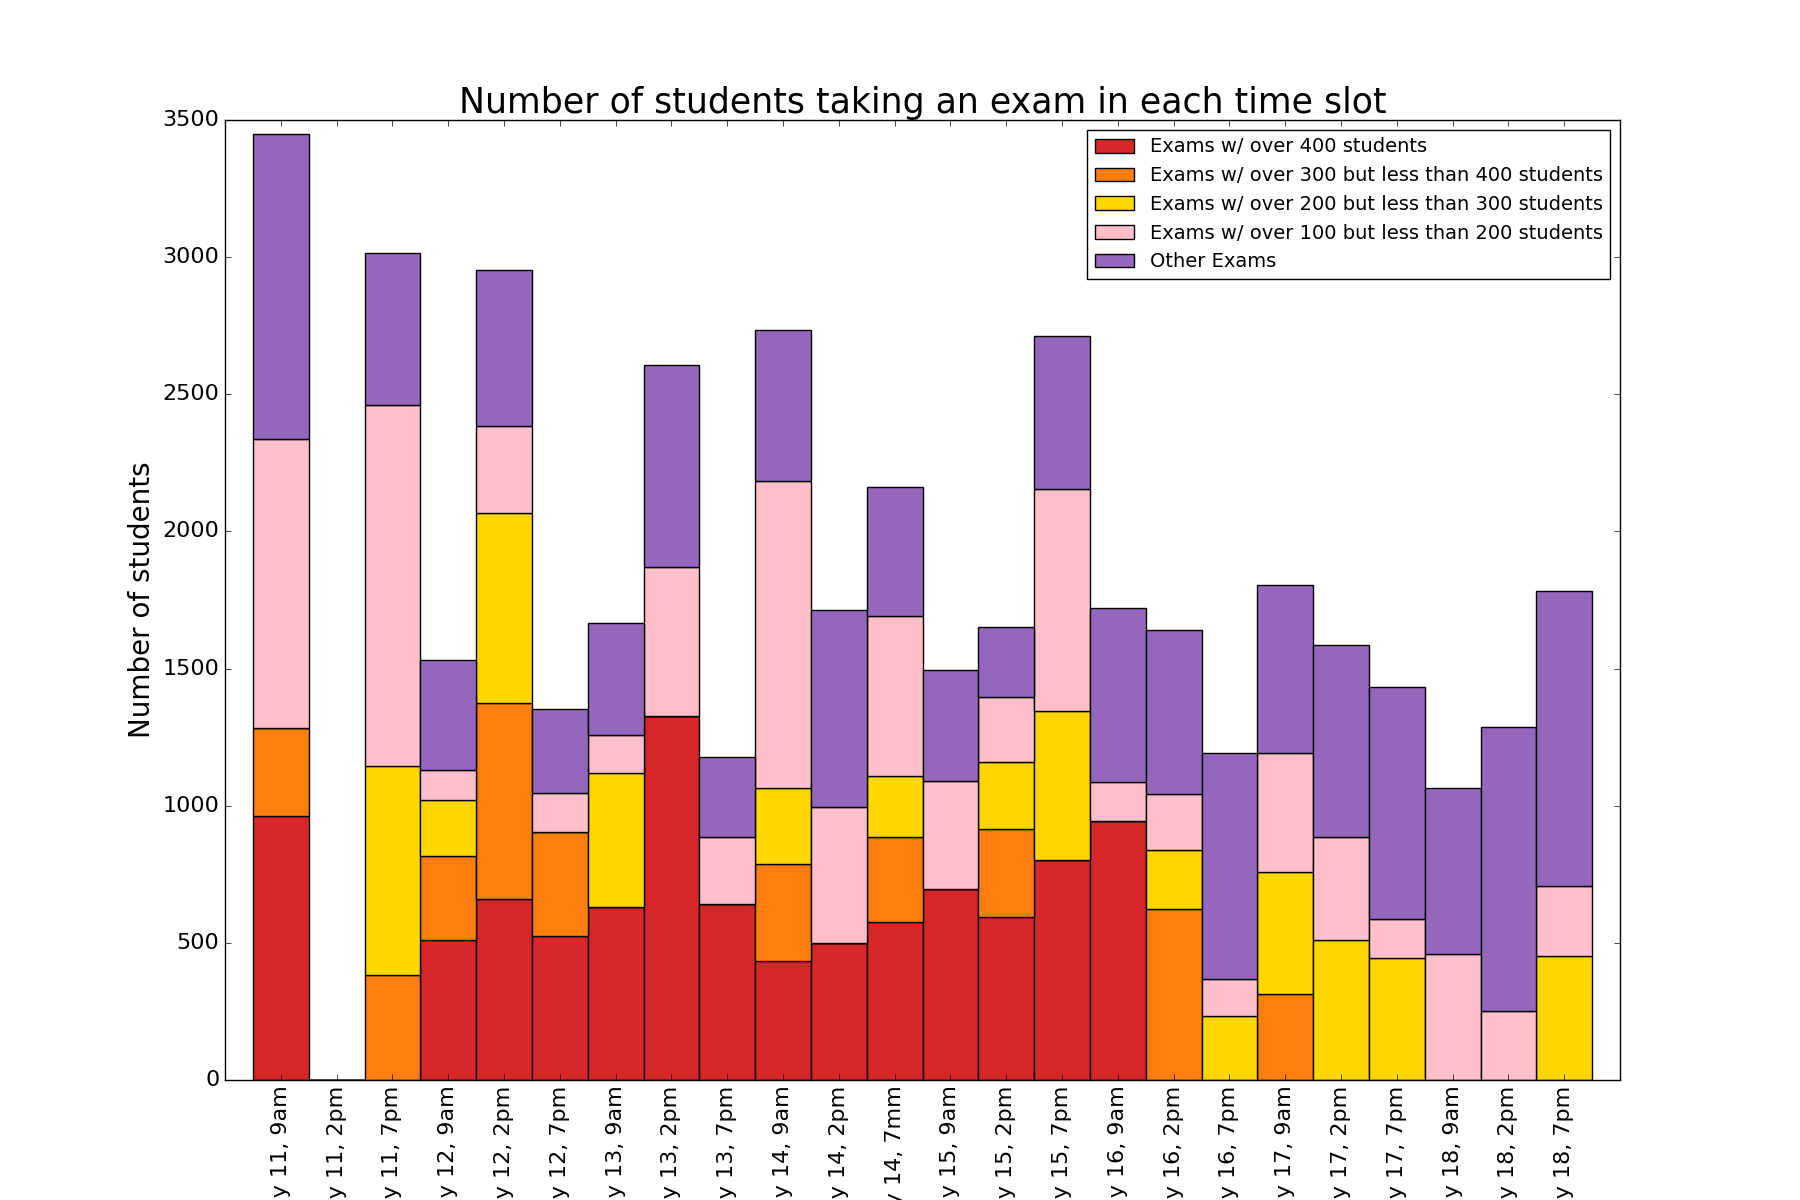 Number of students taking an exam in each time slot
Exams w/ over 400 students
Exams w/ over 300 but less than 400 students
Exams w/ over 200 but less than 300 students
Exams w/ over 100 but less than 200 students
Other Exams
Number of students
3500
3000
2500
2000
1500
1000
500
0
y 11, 9am
y 11, 2pm
y 11, 7pm
y 12, 9am
y 12, 2pm
y 12, 7pm
y 13, 9am
y 13, 2pm
y 13, 7pm
y 14, 9am
y 14, 2pm
y 14, 7mm
y 15, 9am
y 15, 2pm
y 15, 7pm
y 16, 9am
y 16, 2pm
y 16, 7pm
y 17, 9am
y 17, 2pm
y 17, 7pm
y 18, 9am
y 18, 2pm
y 18, 7pm